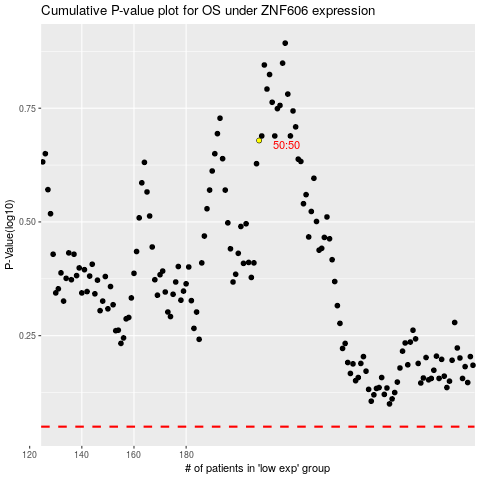 Cumulative P-value plot for OS under ZNF606 expression
P-Value(log10)
0.75
0.50
0.25
50:50
120 140 160 180
# of patients in 'low exp' group